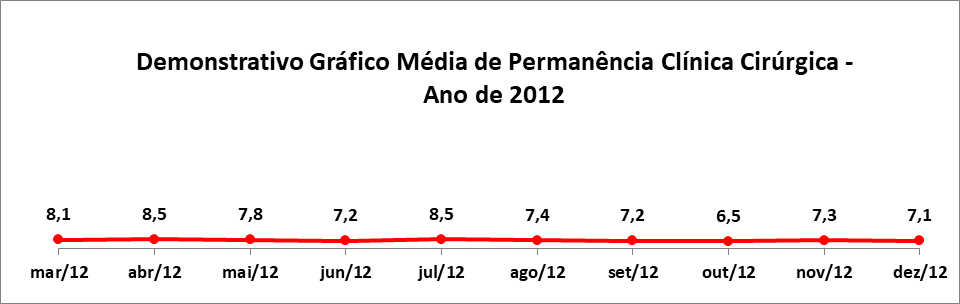 Demonstrativo Gráfico Média de Permanência Clínica Cirúrgica -
Ano de 2012
8,1 8,5 7,8 7,2 8,5 7,4 7,2 6,5 7,3 7,1
mar/12 abr/12 mai/12 jun/12 jul/12 ago/12 set/12 out/12 nov/12 dez/12